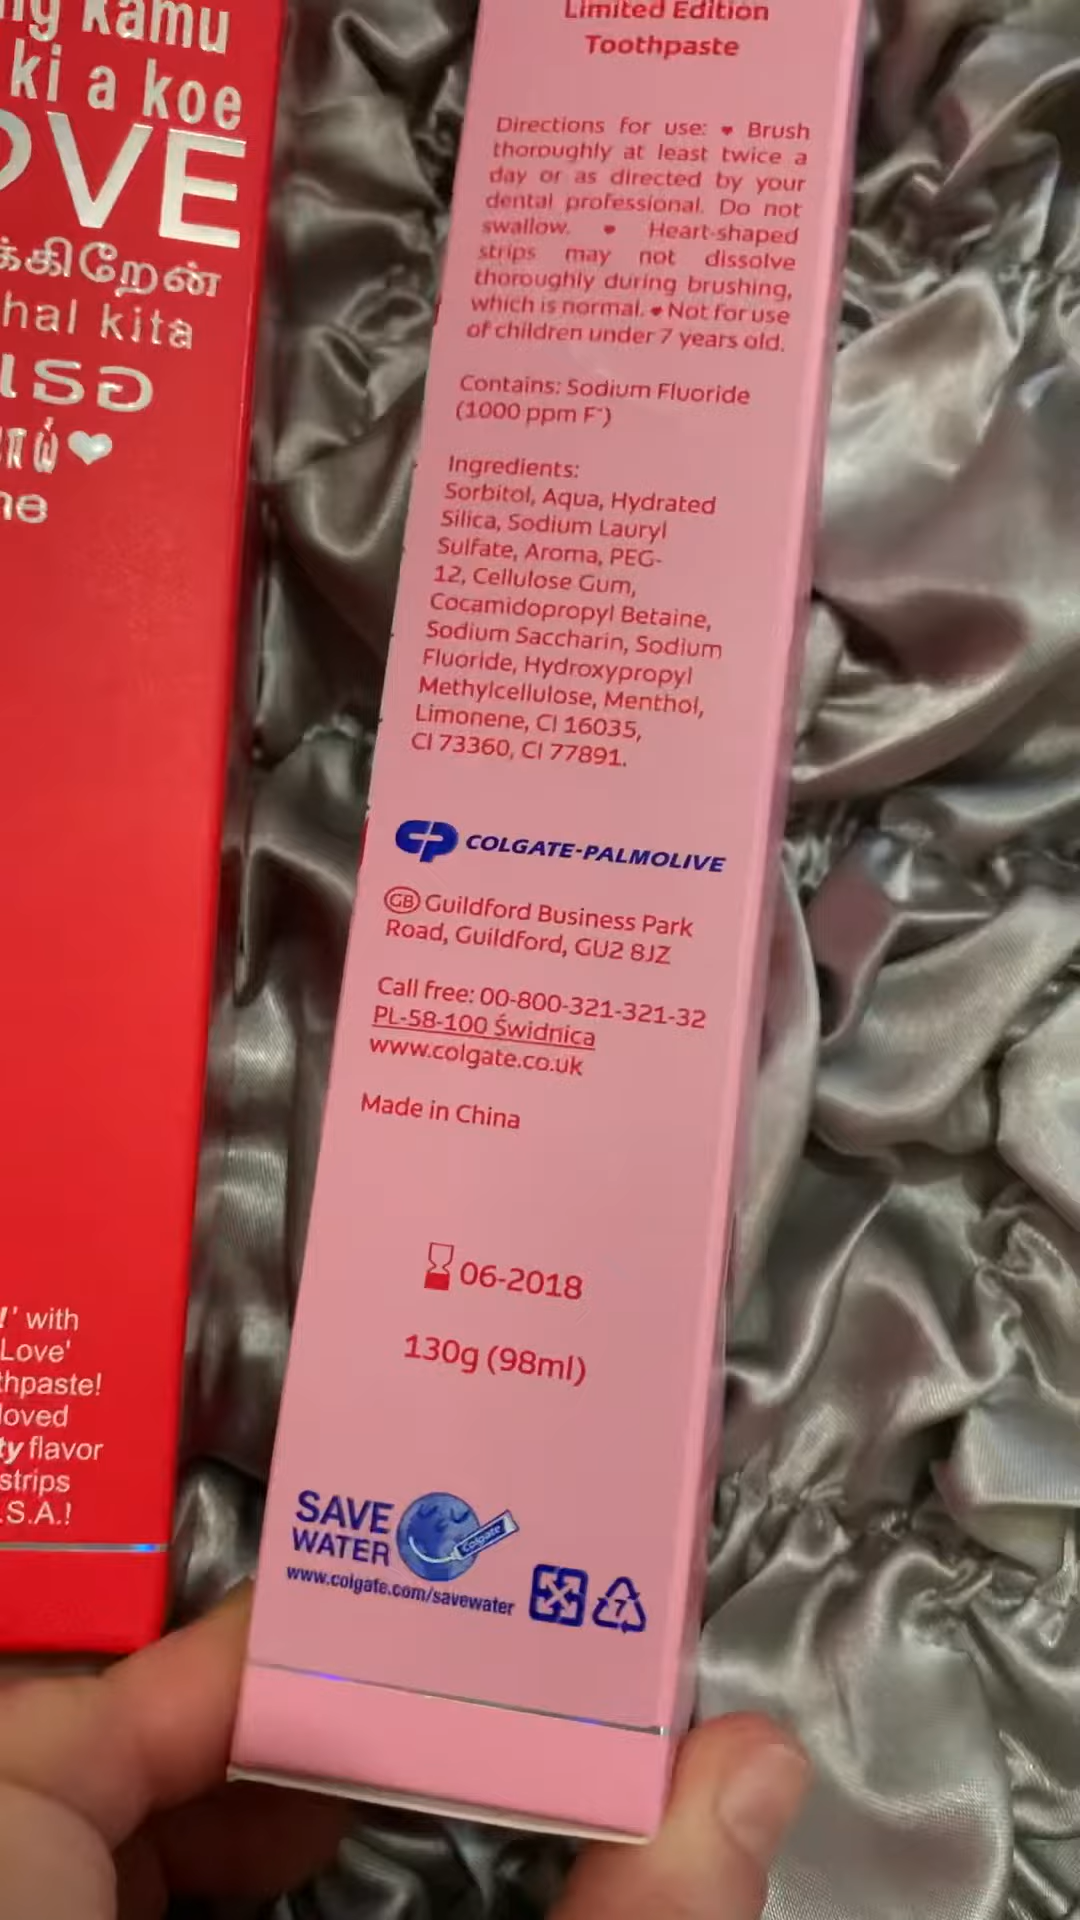 kamu
ki a koe
OVE
க்கிறேன்
hal kita
เธอ
♥
ne
!' with
Love'
thpaste!
loved
ty flavor
strips
.S.A.!
Limited Edition
Toothpaste
Directions for use: ♥ Brush
thoroughly at least twice a
day or as directed by your
dental professional. Do not
swallow. ♥ Heart-shaped
strips may not dissolve
thoroughly during brushing,
which is normal. ♥ Not for use
of children under 7 years old.
Contains: Sodium Fluoride
(1000 ppm F⁻)
Ingredients:
Sorbitol, Aqua, Hydrated
Silica, Sodium Lauryl
Sulfate, Aroma, PEG-
12, Cellulose Gum,
Cocamidopropyl Betaine,
Sodium Saccharin, Sodium
Fluoride, Hydroxypropyl
Methylcellulose, Menthol,
Limonene, CI 16035,
CI 73360, CI 77891.
CP COLGATE-PALMOLIVE
GB Guildford Business Park
Road, Guildford, GU2 8JZ
Call free: 00-800-321-321-32
PL-58-100 Świdnica
www.colgate.co.uk
Made in China
06-2018
130g (98ml)
SAVE
WATER
Colgate
www.colgate.com/savewater
7